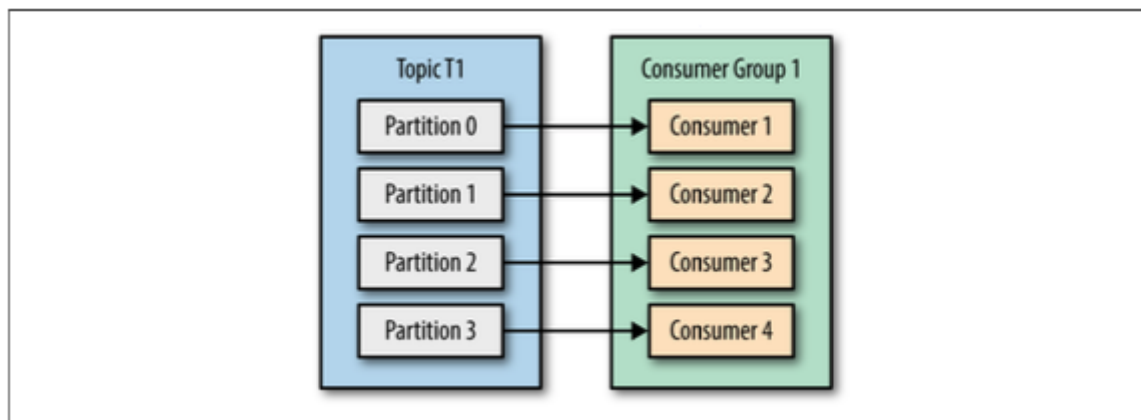 Topic T1
Partition 0
Partition 1
Partition 2
Partition 3
Consumer Group 1
Consumer 1
Consumer 2
Consumer 3
Consumer 4